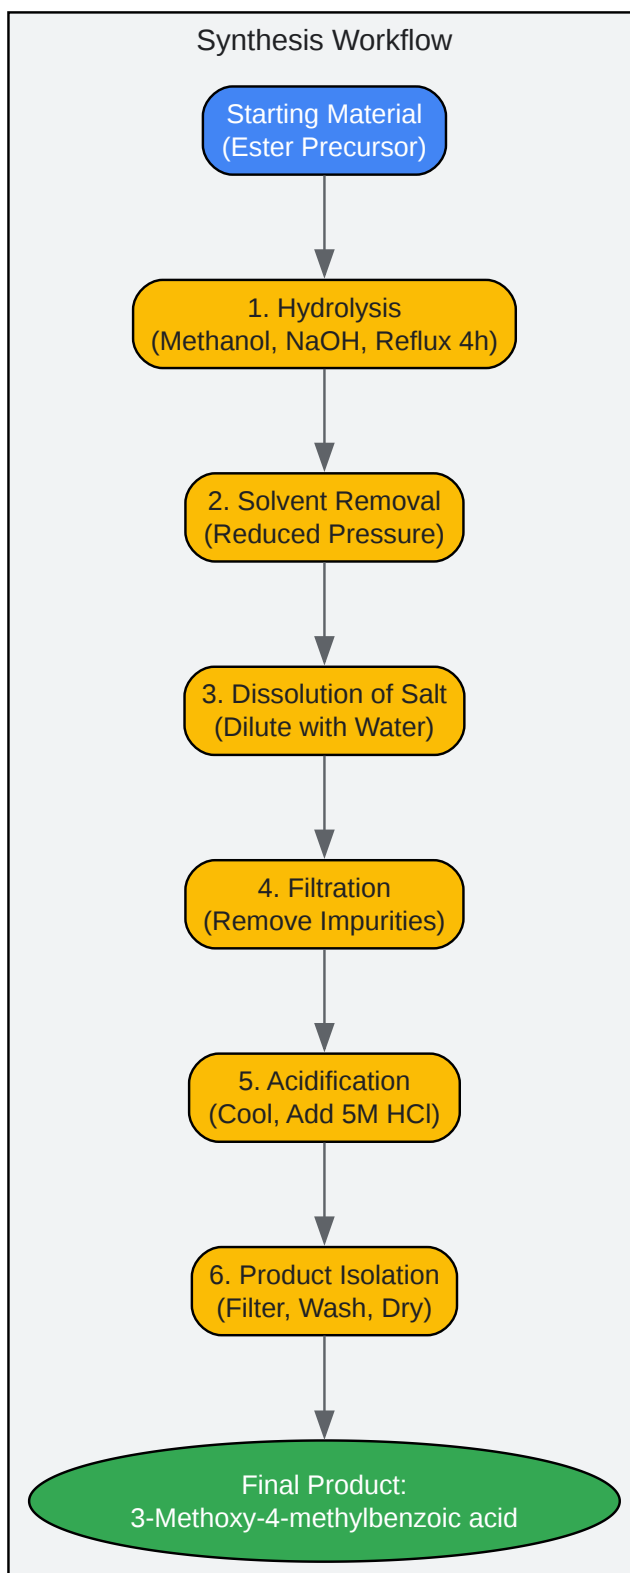 Synthesis Workflow
Starting Material
(Ester Precursor)
1. Hydrolysis
(Methanol, NaOH, Reflux 4h)
2. Solvent Removal
(Reduced Pressure)
3. Dissolution of Salt
(Dilute with Water)
4. Filtration
(Remove Impurities)
5. Acidification
(Cool, Add 5M HCl)
6. Product Isolation
(Filter, Wash, Dry)
Final Product:
3-Methoxy-4-methylbenzoic acid